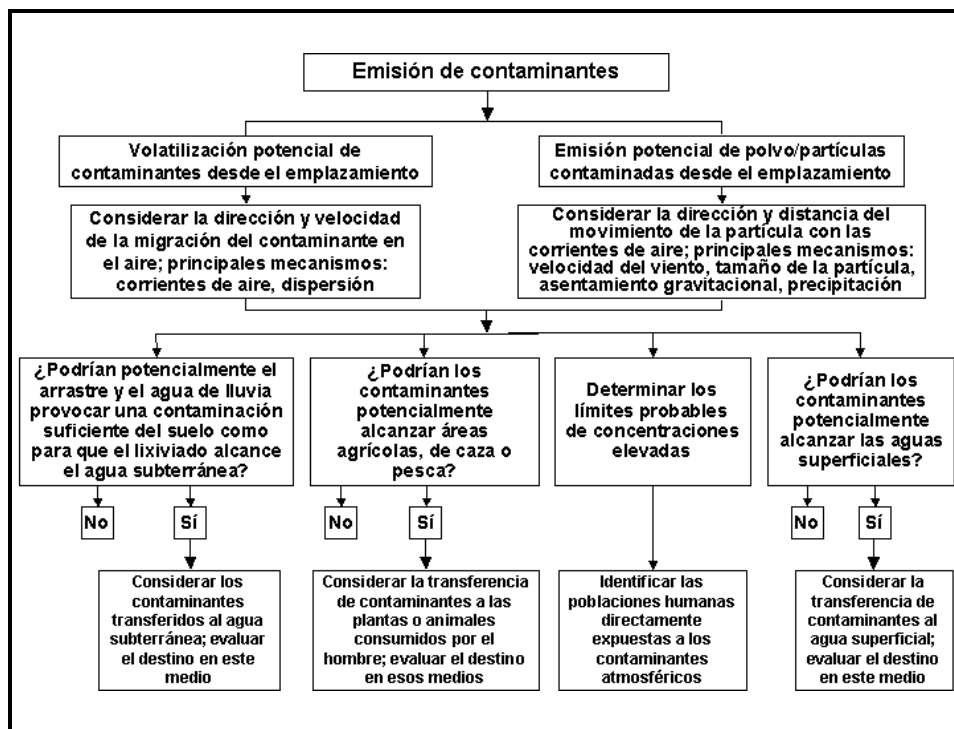 Emisión de contaminantes
Volatilización potencial de
contaminantes desde el emplazamiento
Emisión potencial de polvo/partículas
contaminadas desde el emplazamiento
Considerar la dirección y velocidad
de la migración del contaminante en
el aire; principales mecanismos:
corrientes de aire, dispersión
Considerar la dirección y distancia del
movimiento de la partícula con las
corrientes de aire; principales mecanismos:
velocidad del viento, tamaño de la partícula,
asentamiento gravitacional, precipitación
¿Podrían potencialmente el
arrastre y el agua de lluvia
provocar una contaminación
suficiente del suelo como
para que el lixiviado alcance
el agua subterránea?
¿Podrían los
contaminantes
potencialmente
alcanzar áreas
agrícolas, de caza o
pesca?
Determinar los
límites probables
de concentraciones
elevadas
¿Podrían los
contaminantes
potencialmente
alcanzar las aguas
superficiales?
No
Sí
No
Sí
No
Sí
Considerar los
contaminantes
transferidos al agua
subterránea; evaluar
el destino en este
medio
Considerar la transferencia
de contaminantes a las
plantas o animales
consumidos por el
hombre; evaluar el destino
en esos medios
Identificar las
poblaciones humanas
directamente
expuestas a los
contaminantes
atmosféricos
Considerar la
transferencia de
contaminantes al
agua superficial;
evaluar el destino
en este medio